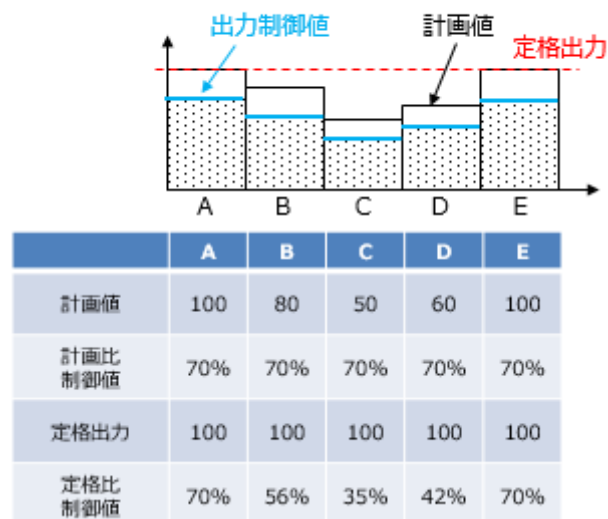 出力制御値 計画値
定格出力
A B C D E
A B C D E
計画値 100 80 50 60 100
計画比
制御値 70% 70% 70% 70% 70%
定格出力 100 100 100 100 100
定格比
制御値 70% 56% 35% 42% 70%